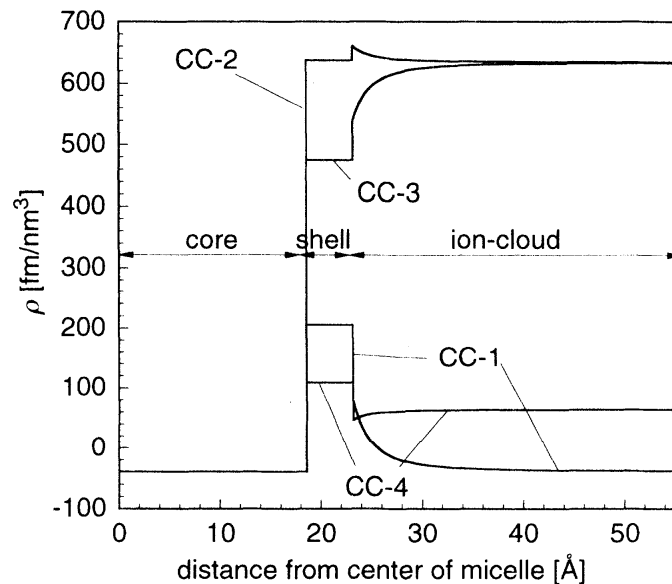 700
600
500
400
300
200
100
0
-100
ρ [fm/nm³]
CC-2
CC-3
core
shell
ion-cloud
CC-1
CC-4
0
10
20
30
40
50
distance from center of micelle [Å]